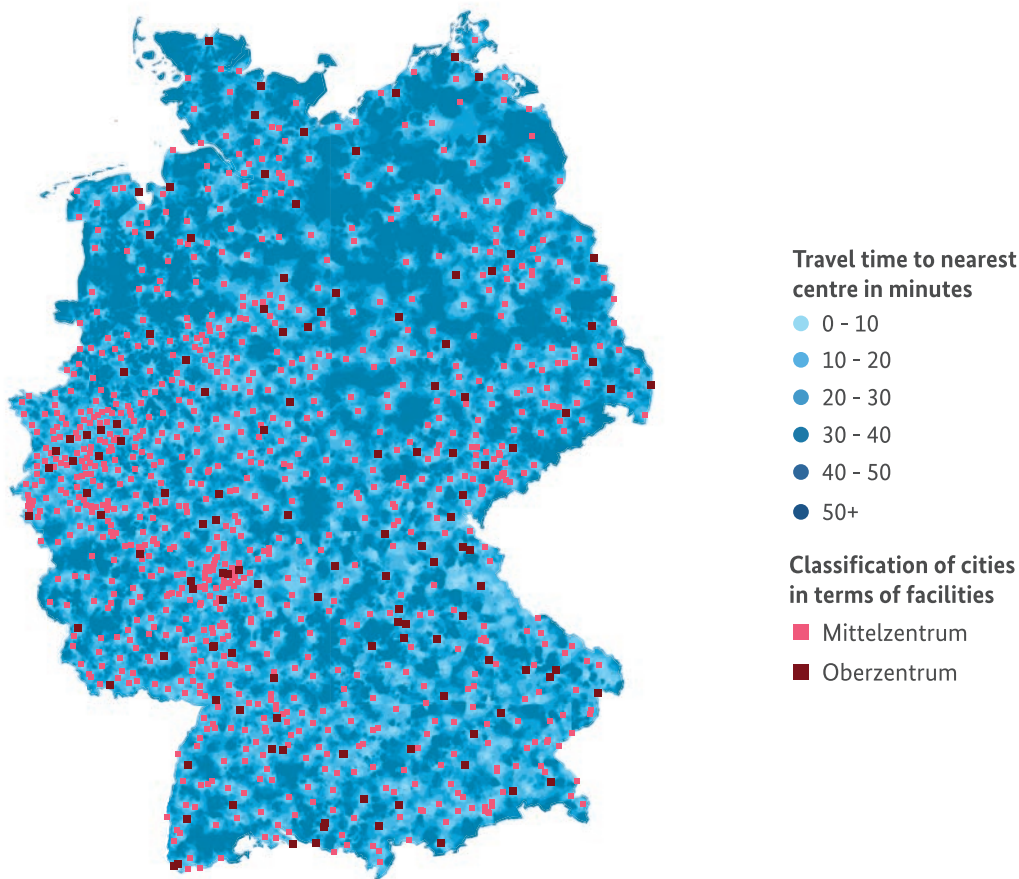 Travel time to nearest
centre in minutes
0 - 10
10 - 20
20 - 30
30 - 40
40 - 50
50+
Classification of cities
in terms of facilities
Mittelzentrum
Oberzentrum